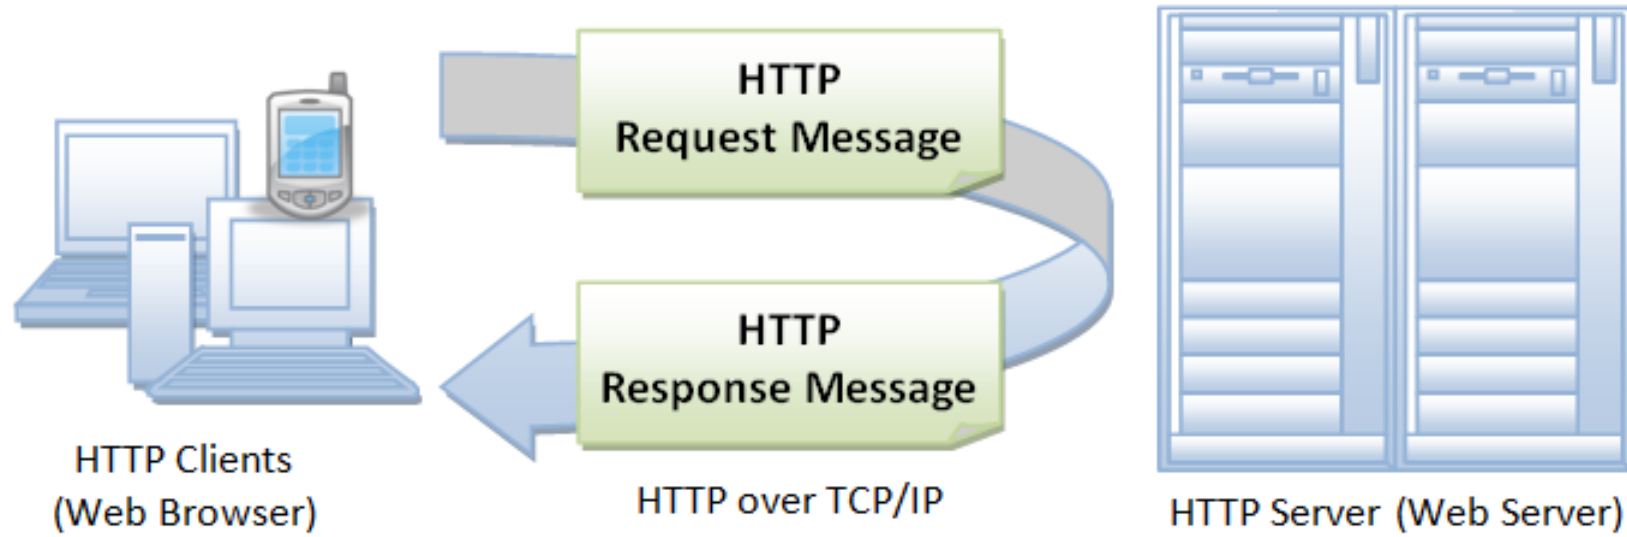 HTTP
Request Message
HTTP
Response Message
HTTP Clients
(Web Browser)
HTTP over TCP/IP
HTTP Server (Web Server)